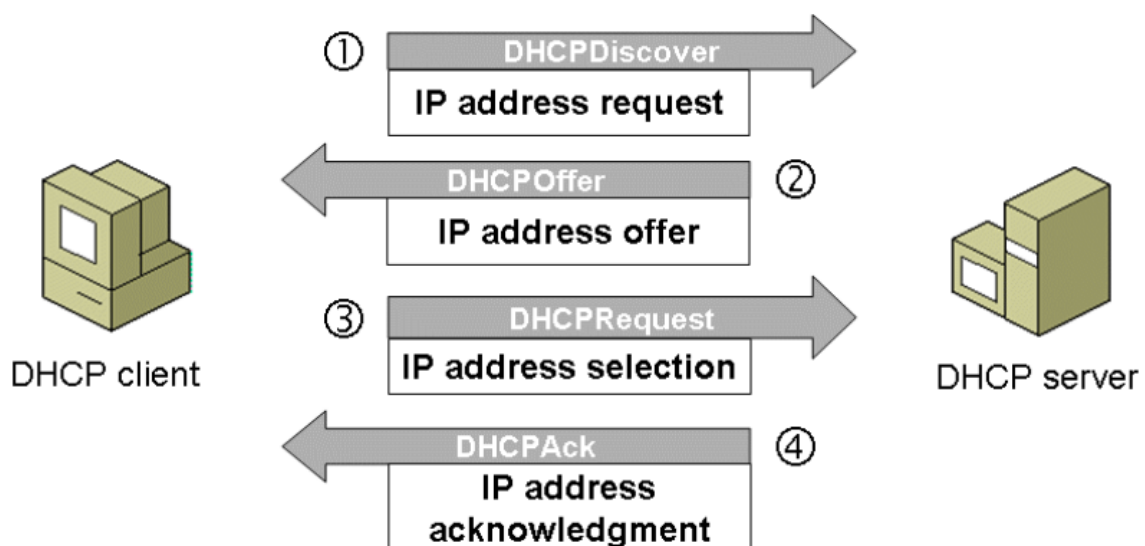 ①
DHCPDiscover
IP address request
DHCPOffer
②
IP address offer
③
DHCPRequest
IP address selection
DHCP client
DHCP server
DHCPAck
④
IP address
acknowledgment